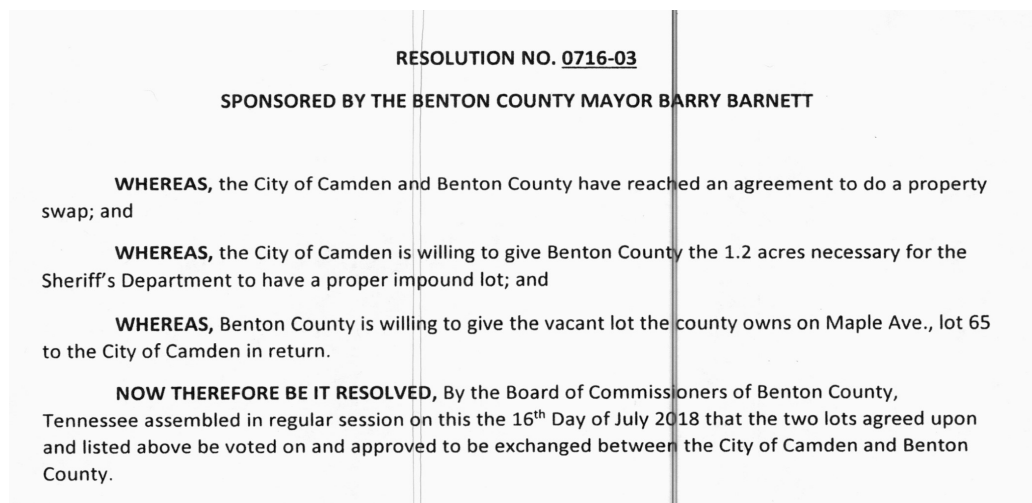 RESOLUTION NO. 0716-03
SPONSORED BY THE BENTON COUNTY MAYOR BARRY BARNETT
WHEREAS, the City of Camden and Benton County have reached an agreement to do a property
swap; and
WHEREAS, the City of Camden is willing to give Benton County the 1.2 acres necessary for the
Sheriff’s Department to have a proper impound lot; and
WHEREAS, Benton County is willing to give the vacant lot the county owns on Maple Ave., lot 65
to the City of Camden in return.
NOW THEREFORE BE IT RESOLVED, By the Board of Commissioners of Benton County,
Tennessee assembled in regular session on this the 16th Day of July 2018 that the two lots agreed upon
and listed above be voted on and approved to be exchanged between the City of Camden and Benton
County.